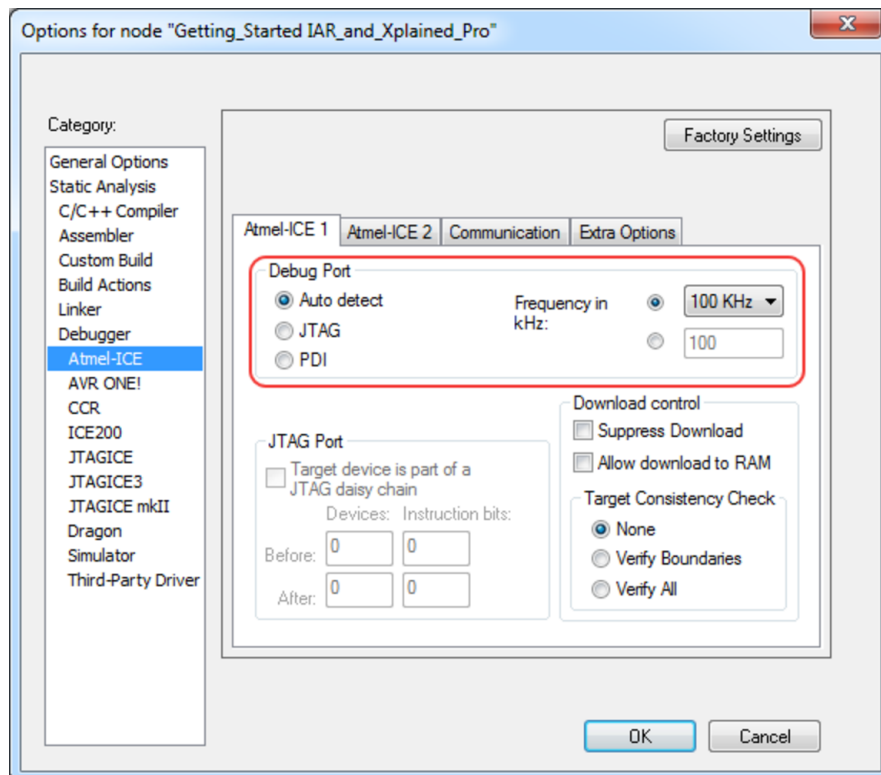 Options for node "Getting_Started IAR_and_Xplained_Pro"
X
Category:
General Options
Static Analysis
C/C++ Compiler
Assembler
Custom Build
Build Actions
Linker
Debugger
Atmel-ICE
AVR ONE!
CCR
ICE200
JTAGICE
JTAGICE3
JTAGICE mkII
Dragon
Simulator
Third-Party Driver
Factory Settings
Atmel-ICE 1 Atmel-ICE 2 Communication Extra Options
Debug Port
Auto detect
JTAG
PDI
Frequency in
kHz:
100 KHz
100
JTAG Port
Target device is part of a
JTAG daisy chain
Devices: Instruction bits:
Before: 0 0
After: 0 0
Download control
Suppress Download
Allow download to RAM
Target Consistency Check
None
Verify Boundaries
Verify All
OK Cancel